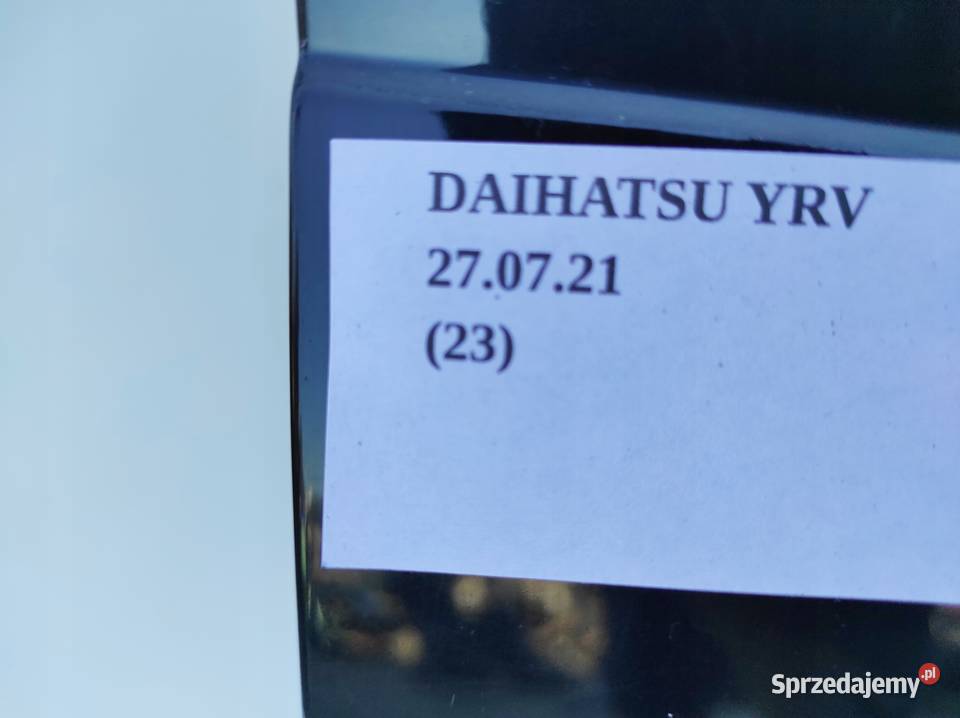 DAIHATSU YRV
27.07.21
(23)
Sprzedajemy.pl